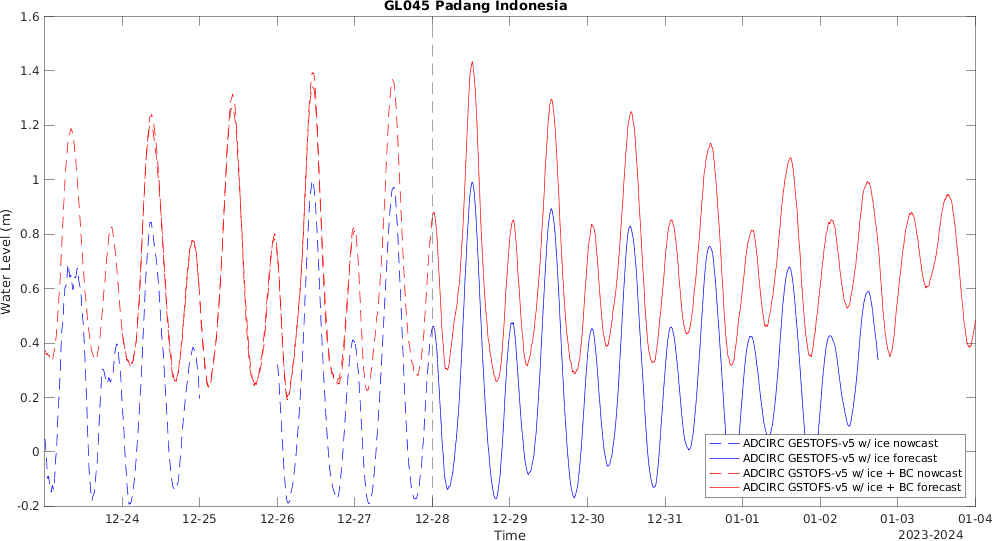 GL045 Padang Indonesia
1.6
1.4
1.2
1
0.8
0.6
0.4
0.2
0
-0.2
Water Level (m)
ADCIRC GESTOFS-v5 w/ ice nowcast
ADCIRC GESTOFS-v5 w/ ice forecast
ADCIRC GSTOFS-v5 w/ ice + BC nowcast
ADCIRC GSTOFS-v5 w/ ice + BC forecast
12-24 12-25 12-26 12-27 12-28 12-29 12-30 12-31 01-01 01-02 01-03 01-04
Time
2023-2024